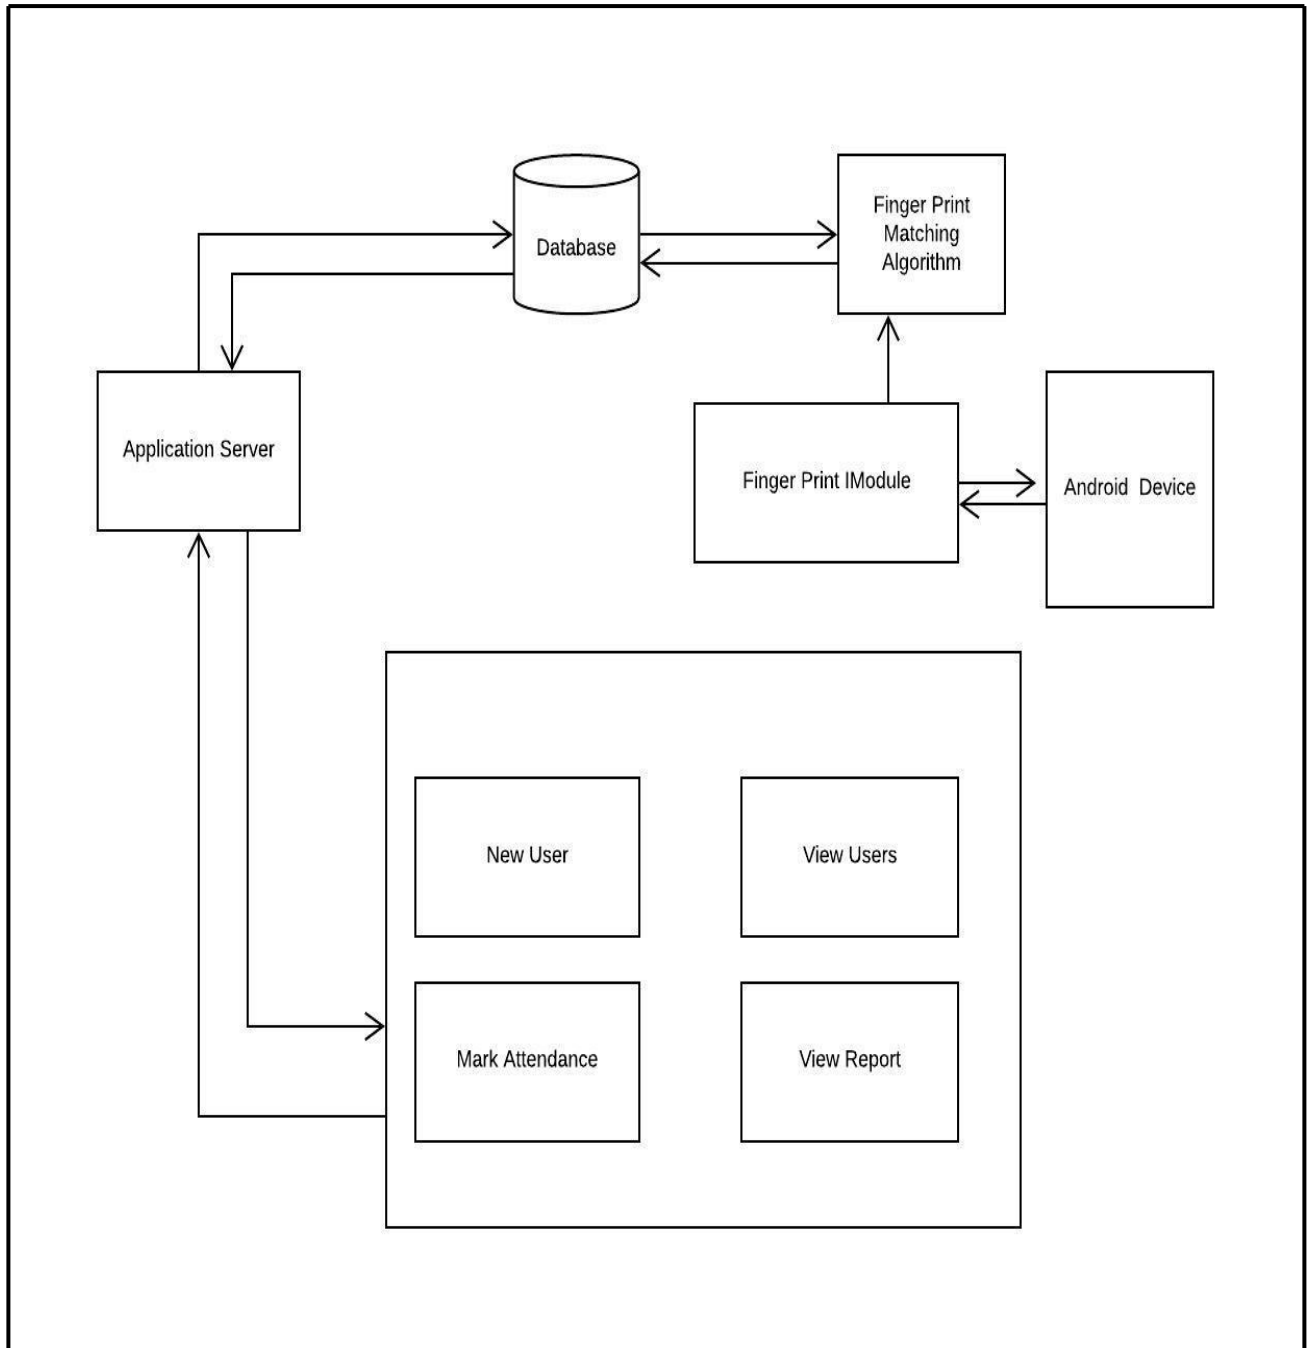 Database
Finger Print
Matching
Algorithm
Application Server
Finger Print IModule
Android Device
New User
View Users
Mark Attendance
View Report